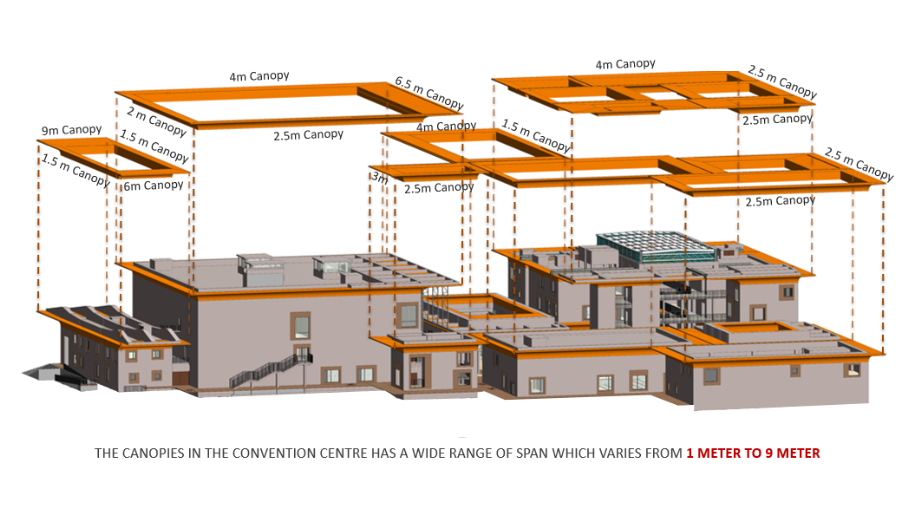 4m Canopy
6.5 m Canopy
2 m Canopy
2.5m Canopy
9m Canopy
1.5 m Canopy
1.5 m Canopy
6m Canopy
4m Canopy
1.5 m Canopy
3m
2.5m Canopy
4m Canopy
2.5 m Canopy
2.5m Canopy
2.5 m Canopy
2.5m Canopy
THE CANOPIES IN THE CONVENTION CENTRE HAS A WIDE RANGE OF SPAN WHICH VARIES FROM 1 METER TO 9 METER